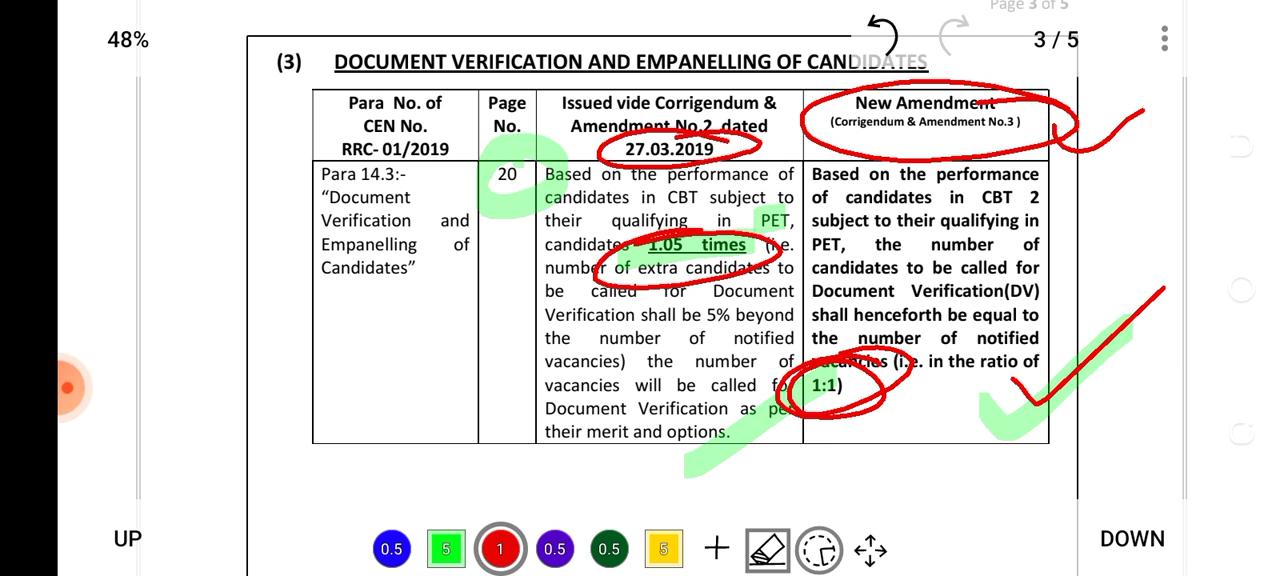 Page 3 of 5
48%
3 / 5
(3) DOCUMENT VERIFICATION AND EMPANELLING OF CANDIDATES
Para No. of
CEN No.
RRC- 01/2019
Page
No.
Issued vide Corrigendum &
Amendment No.2 dated
27.03.2019
New Amendment
(Corrigendum & Amendment No.3 )
Para 14.3:-
“Document
Verification and
Empanelling of
Candidates”
20
Based on the performance of
candidates in CBT subject to
their qualifying in PET,
candidates 1.05 times (i.e.
number of extra candidates to
be called for Document
Verification shall be 5% beyond
the number of notified
vacancies) the number of
vacancies will be called for
Document Verification as per
their merit and options.
Based on the performance
of candidates in CBT 2
subject to their qualifying in
PET, the number of
candidates to be called for
Document Verification(DV)
shall henceforth be equal to
the number of notified
vacancies (i.e. in the ratio of
1:1)
UP
DOWN
0.5 5 1 0.5 0.5 5